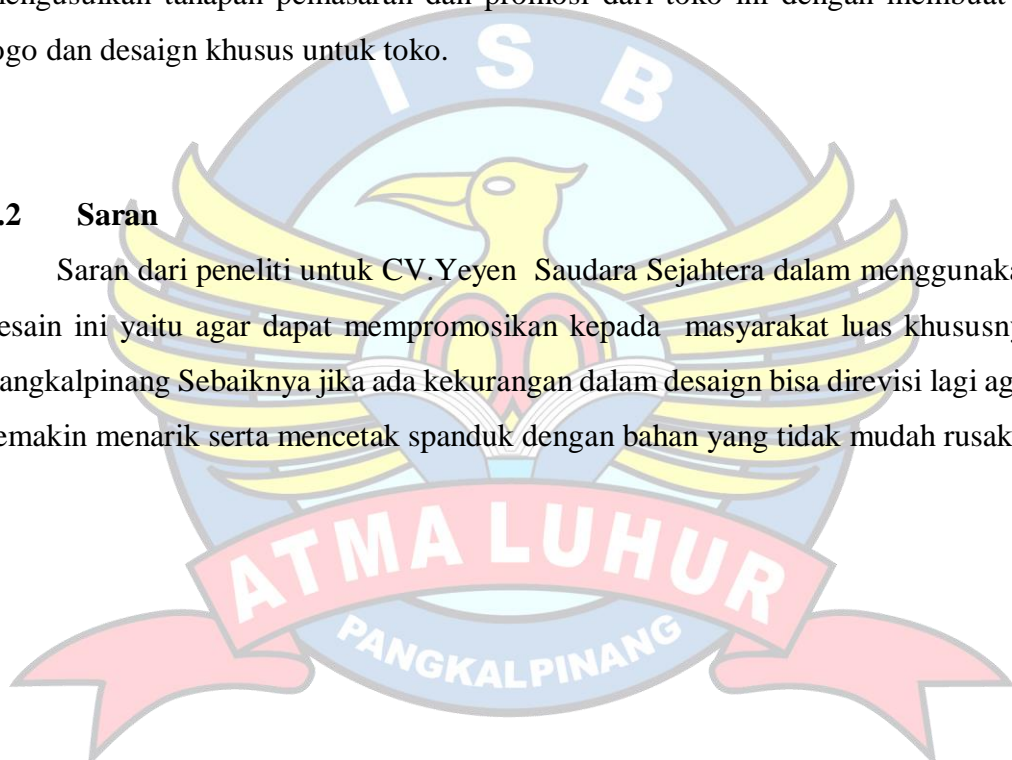 mengusulkan tahapan pemasaran dan promosi dari toko ini dengan membuat
ogo dan desaign khusus untuk toko.
.2 Saran
Saran dari peneliti untuk CV.Yeyen Saudara Sejahtera dalam menggunaka
esain ini yaitu agar dapat mempromosikan kepada masyarakat luas khususny
angkalpinang Sebaiknya jika ada kekurangan dalam desaign bisa direvisi lagi ag
emakin menarik serta mencetak spanduk dengan bahan yang tidak mudah rusak
I S B
ATMA LUHUR
PANGKALPINANG